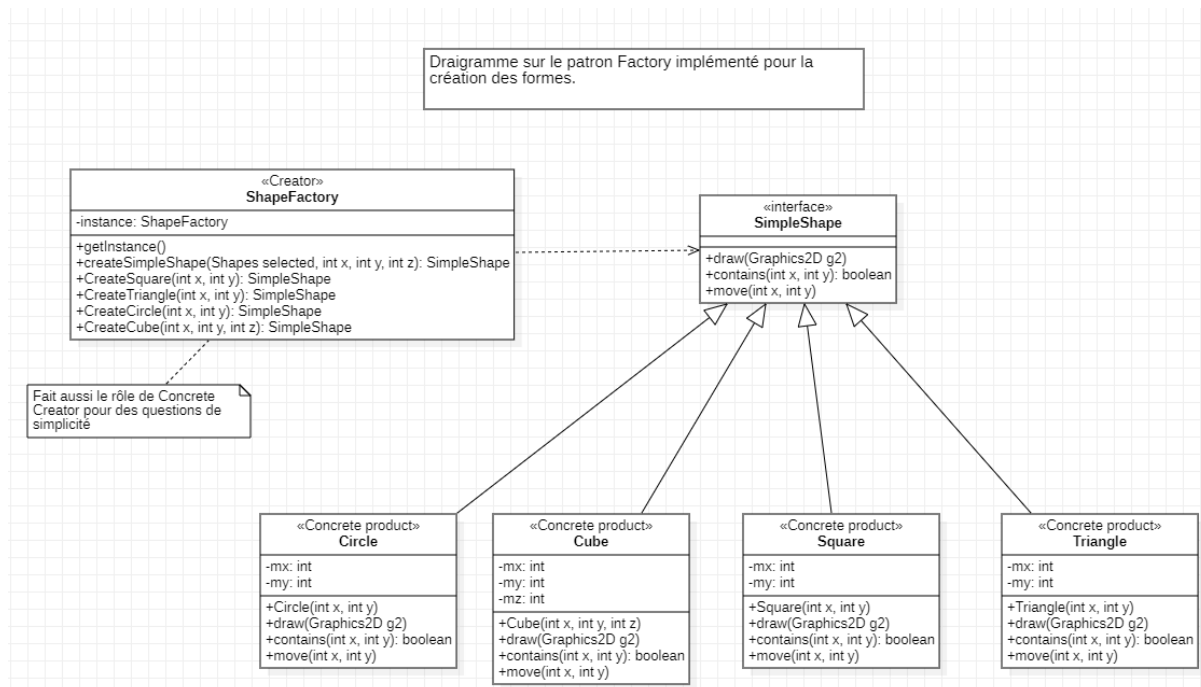 Draigramme sur le patron Factory implémenté pour la
création des formes.
«Creator»
ShapeFactory
-instance: ShapeFactory
+getInstance()
+createSimpleShape(Shapes selected, int x, int y, int z): SimpleShape
+CreateSquare(int x, int y): SimpleShape
+CreateTriangle(int x, int y): SimpleShape
+CreateCircle(int x, int y): SimpleShape
+CreateCube(int x, int y, int z): SimpleShape
«interface»
SimpleShape
+draw(Graphics2D g2)
+contains(int x, int y): boolean
+move(int x, int y)
Fait aussi le rôle de Concrete
Creator pour des questions de
simplicité
«Concrete product»
Circle
-mx: int
-my: int
+Circle(int x, int y)
+draw(Graphics2D g2)
+contains(int x, int y): boolean
+move(int x, int y)
«Concrete product»
Cube
-mx: int
-my: int
-mz: int
+Cube(int x, int y, int z)
+draw(Graphics2D g2)
+contains(int x, int y): boolean
+move(int x, int y)
«Concrete product»
Square
-mx: int
-my: int
+Square(int x, int y)
+draw(Graphics2D g2)
+contains(int x, int y): boolean
+move(int x, int y)
«Concrete product»
Triangle
-mx: int
-my: int
+Triangle(int x, int y)
+draw(Graphics2D g2)
+contains(int x, int y): boolean
+move(int x, int y)